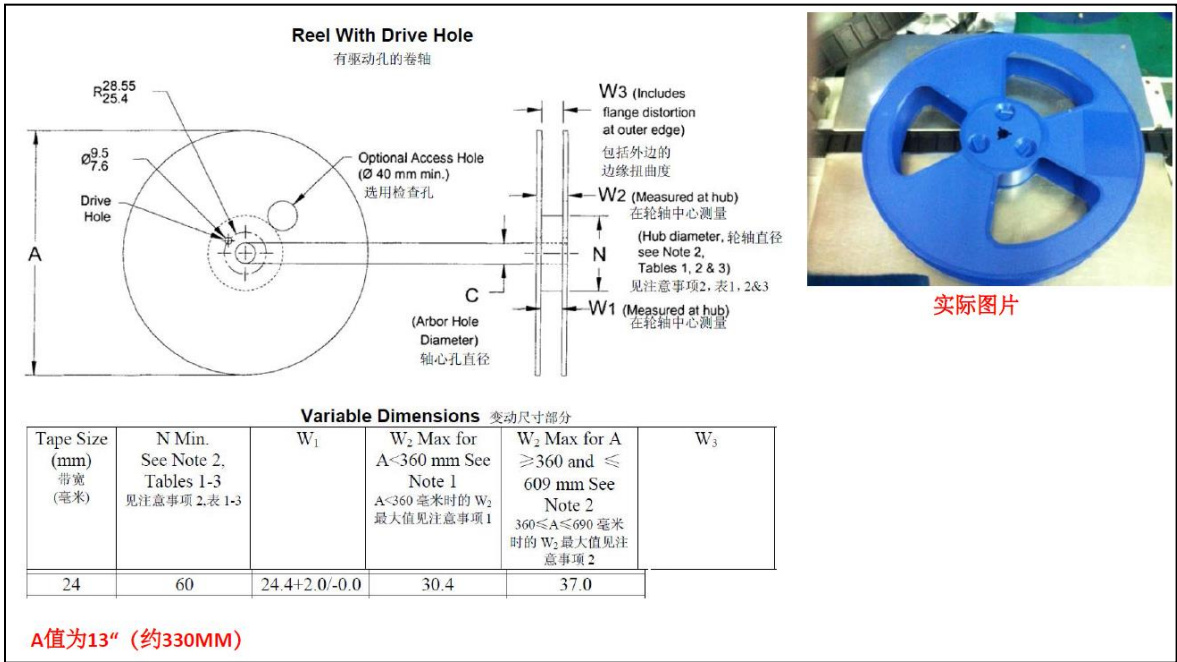 Reel With Drive Hole
有驱动孔的卷轴
R28.55
25.4
Ø9.5
7.6
Drive
Hole
Optional Access Hole
(Ø 40 mm min.)
选用检查孔
A
C
(Arbor Hole
Diameter)
轴心孔直径
W3 (Includes
flange distortion
at outer edge)
包括外边的
边缘扭曲度
W2 (Measured at hub)
在轮轴中心测量
N
(Hub diameter, 轮轴直径
see Note 2,
Tables 1, 2 & 3)
见注意事项2，表1，2&3
W1 (Measured at hub)
在轮轴中心测量
实际图片
Variable Dimensions 变动尺寸部分
Tape Size
(mm)
带宽
(毫米)
N Min.
See Note 2,
Tables 1-3
见注意事项 2,表 1-3
W1
W2 Max for
A<360 mm See
Note 1
A<360 毫米时的 W2
最大值见注意事项1
W2 Max for A
≥360 and ≤
609 mm See
Note 2
360≤A≤690 毫米
时的 W2 最大值见注
意事项 2
W3
24 60 24.4+2.0/-0.0 30.4 37.0
A值为13“（约330MM）